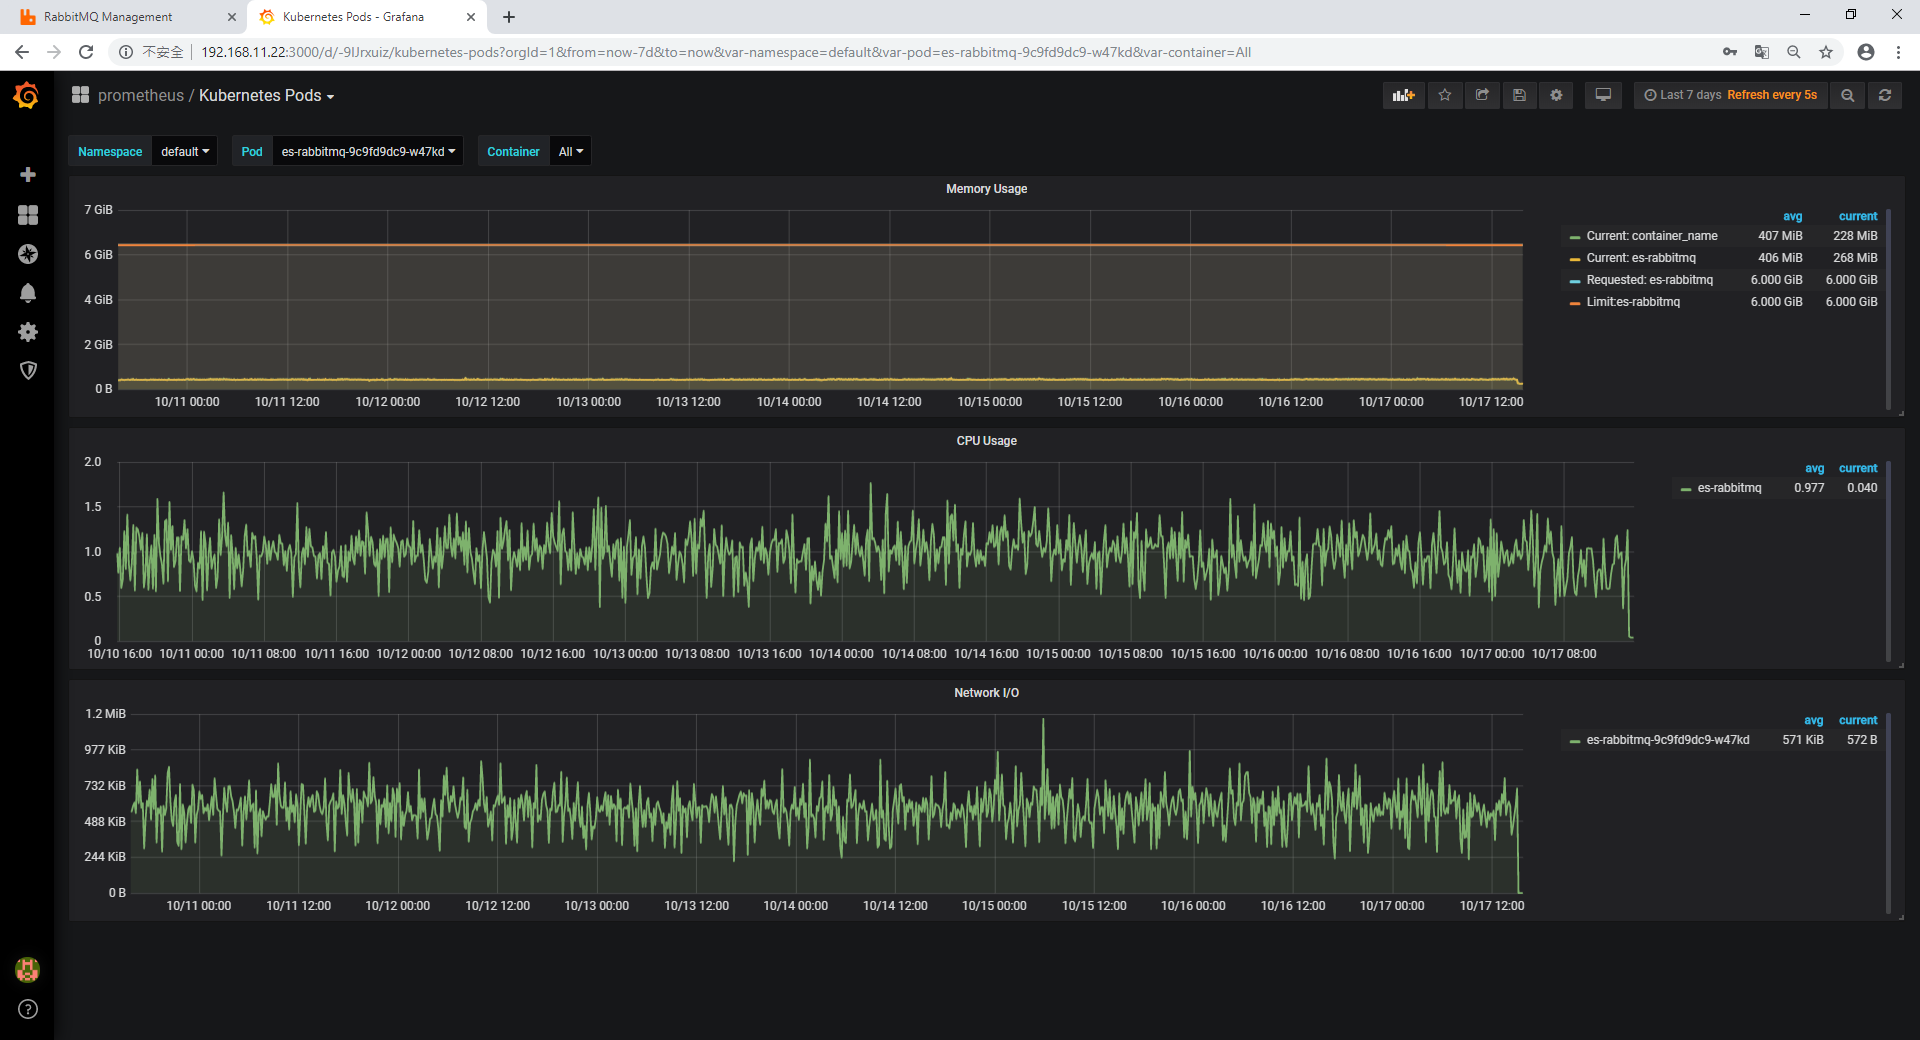 RabbitMQ Management
Kubernetes Pods - Grafana
不安全 192.168.11.22:3000/d/-9IJrxuiz/kubernetes-pods?orgId=1&from=now-7d&to=now&var-namespace=default&var-pod=es-rabbitmq-9c9fd9dc9-w47kd&var-container=All
prometheus / Kubernetes Pods
Last 7 days Refresh every 5s
Namespace default Pod es-rabbitmq-9c9fd9dc9-w47kd Container All
Memory Usage
7 GiB
6 GiB
4 GiB
2 GiB
0 B
10/11 00:00 10/11 12:00 10/12 00:00 10/12 12:00 10/13 00:00 10/13 12:00 10/14 00:00 10/14 12:00 10/15 00:00 10/15 12:00 10/16 00:00 10/16 12:00 10/17 00:00 10/17 12:00
avg current
Current: container_name 407 MiB 228 MiB
Current: es-rabbitmq 406 MiB 268 MiB
Requested: es-rabbitmq 6.000 GiB 6.000 GiB
Limit:es-rabbitmq 6.000 GiB 6.000 GiB
CPU Usage
2.0
1.5
1.0
0.5
0
10/10 16:00 10/11 00:00 10/11 08:00 10/11 16:00 10/12 00:00 10/12 08:00 10/12 16:00 10/13 00:00 10/13 08:00 10/13 16:00 10/14 00:00 10/14 08:00 10/14 16:00 10/15 00:00 10/15 08:00 10/15 16:00 10/16 00:00 10/16 08:00 10/16 16:00 10/17 00:00 10/17 08:00
avg current
es-rabbitmq 0.977 0.040
Network I/O
1.2 MiB
977 KiB
732 KiB
488 KiB
244 KiB
0 B
10/11 00:00 10/11 12:00 10/12 00:00 10/12 12:00 10/13 00:00 10/13 12:00 10/14 00:00 10/14 12:00 10/15 00:00 10/15 12:00 10/16 00:00 10/16 12:00 10/17 00:00 10/17 12:00
avg current
es-rabbitmq-9c9fd9dc9-w47kd 571 KiB 572 B